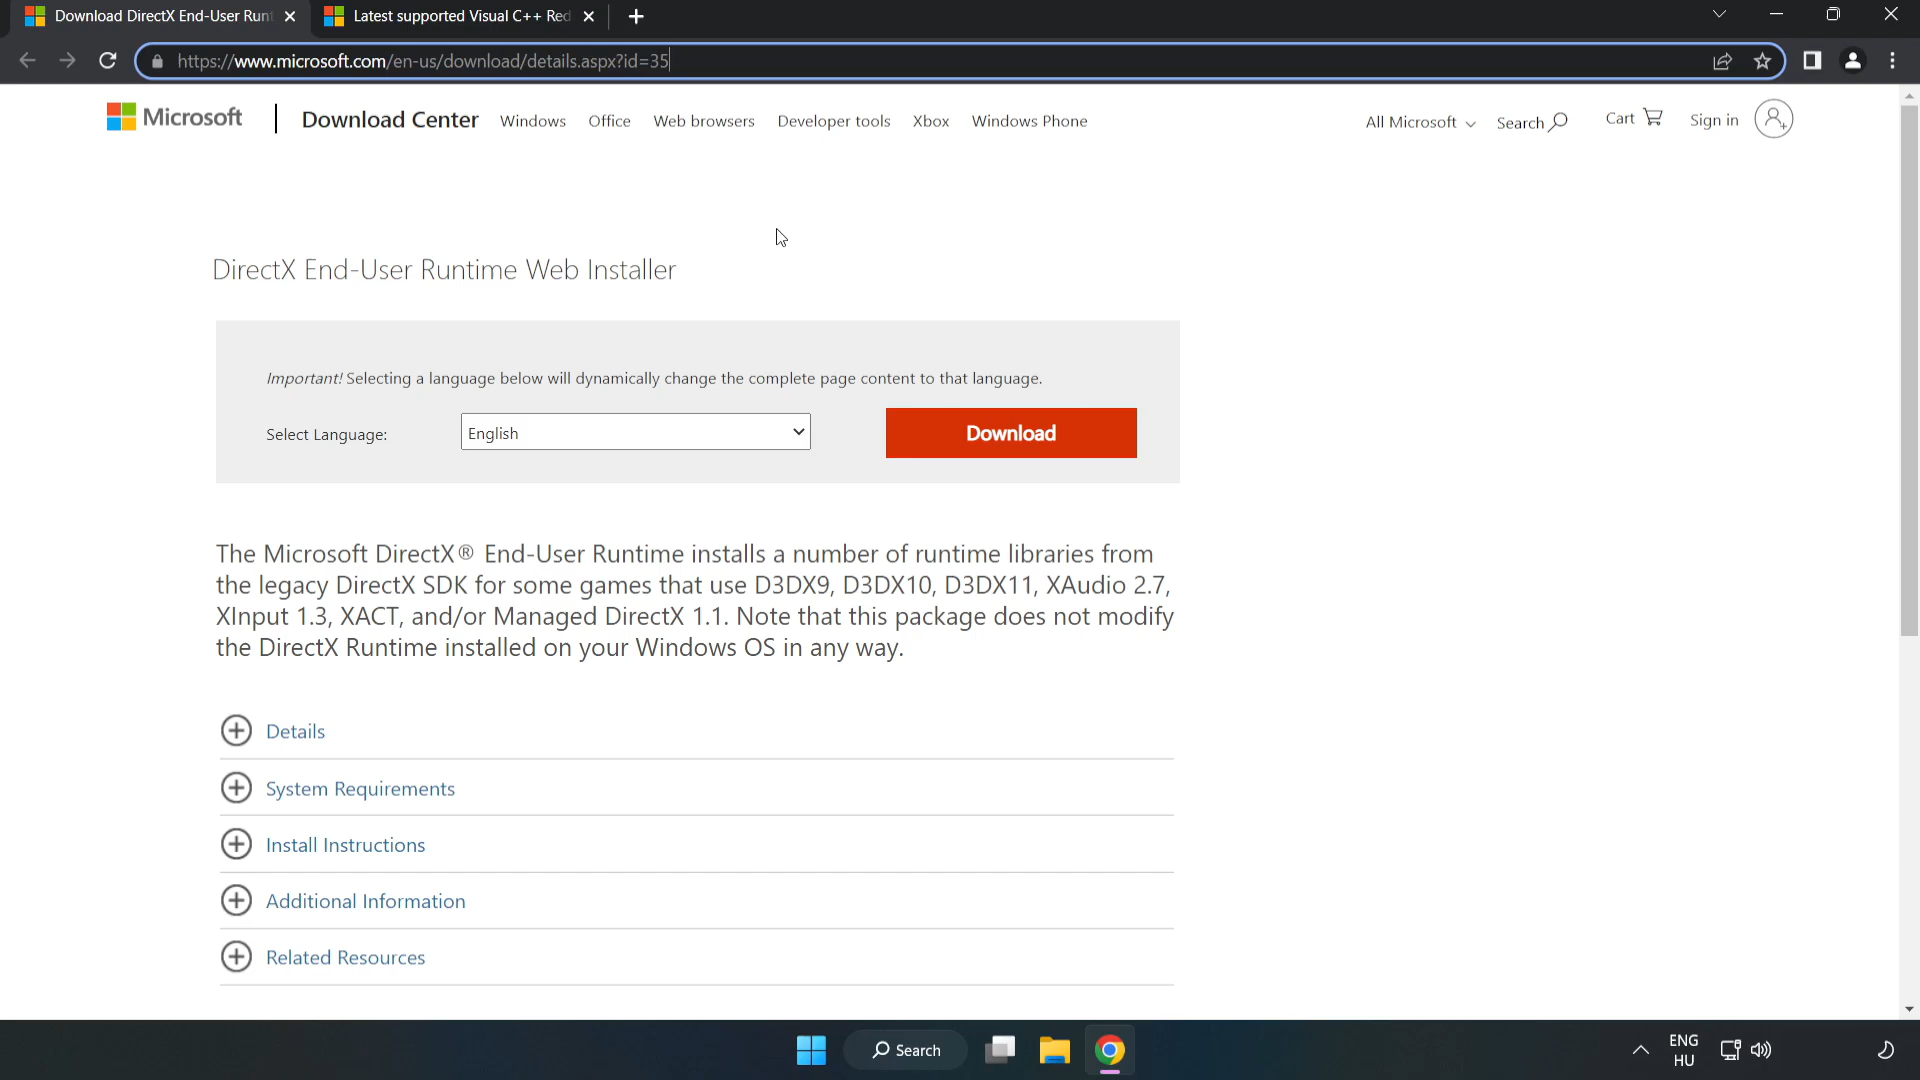 Download DirectX End-User Runt
Latest supported Visual C++ Red
https://www.microsoft.com/en-us/download/details.aspx?id=35
Microsoft
Download Center
Windows
Office
Web browsers
Developer tools
Xbox
Windows Phone
All Microsoft
Search
Cart
Sign in
DirectX End-User Runtime Web Installer
Important! Selecting a language below will dynamically change the complete page content to that language.
Select Language:
English
Download
The Microsoft DirectX® End-User Runtime installs a number of runtime libraries from
the legacy DirectX SDK for some games that use D3DX9, D3DX10, D3DX11, XAudio 2.7,
XInput 1.3, XACT, and/or Managed DirectX 1.1. Note that this package does not modify
the DirectX Runtime installed on your Windows OS in any way.
Details
System Requirements
Install Instructions
Additional Information
Related Resources
Search
ENG
HU